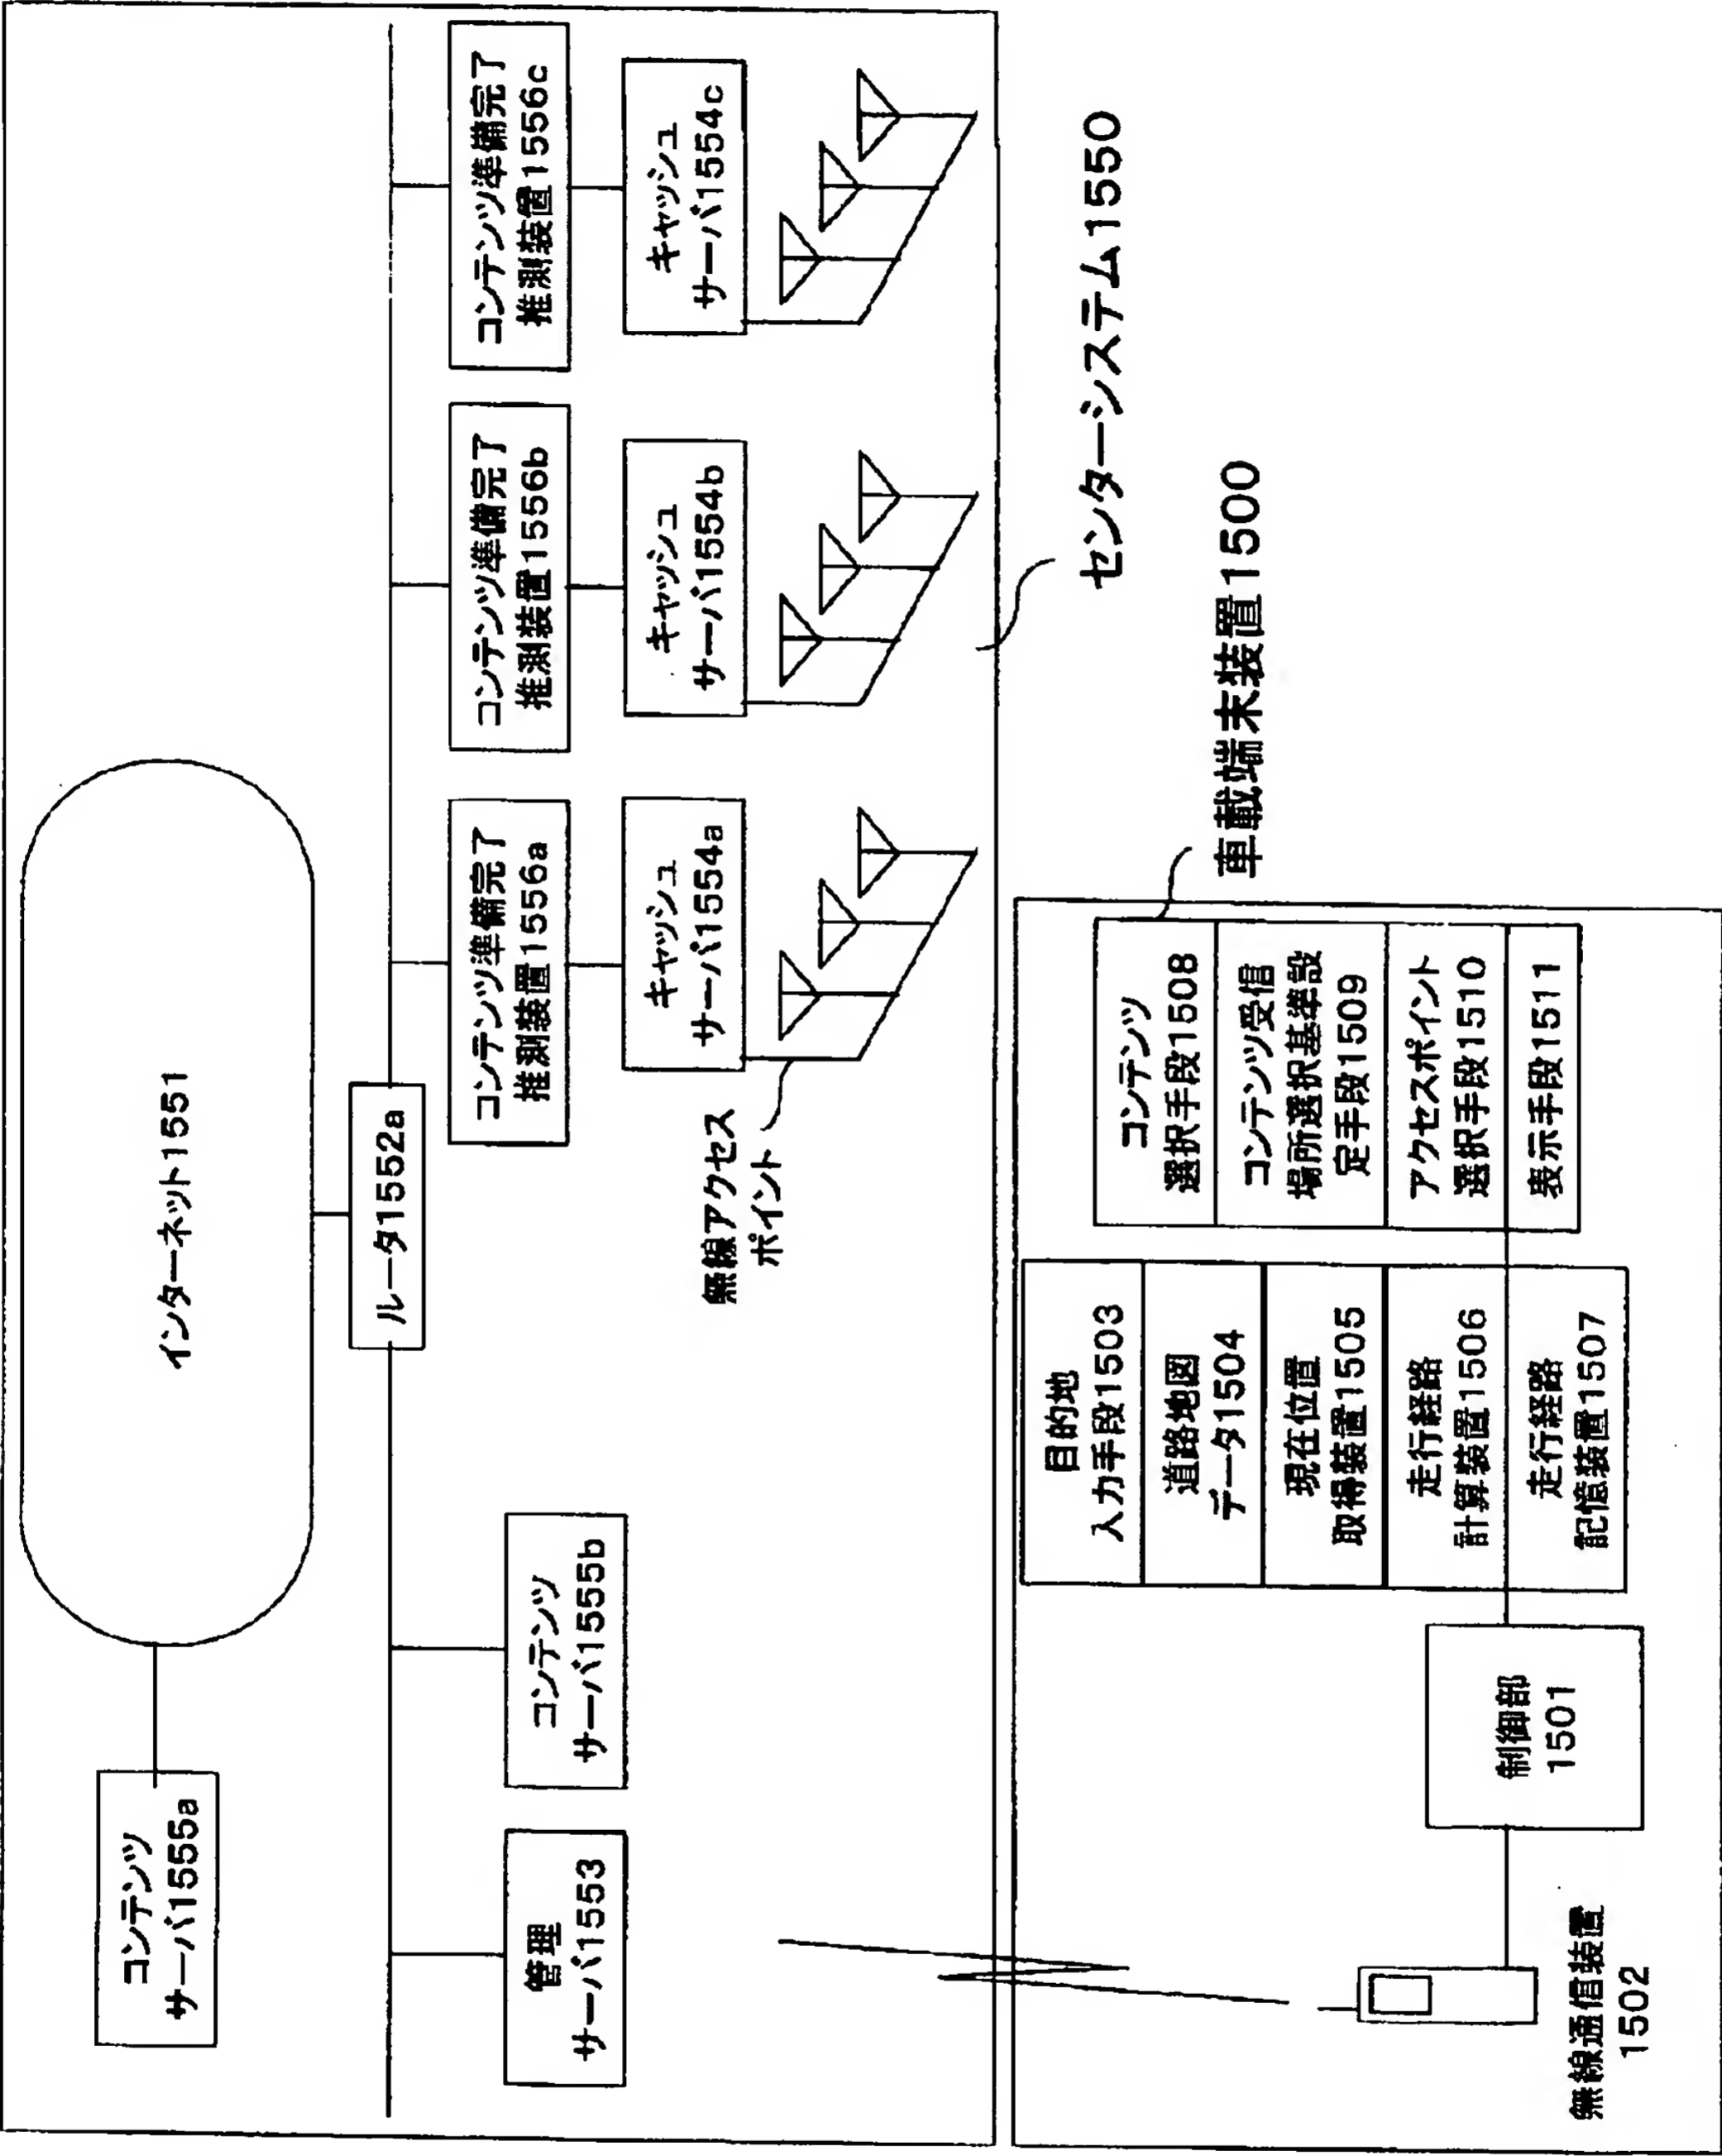 コンテンツ
サーバ1555a
インターネット1551
ルータ1552a
管理
サーバ1553
コンテンツ
サーバ1555b
コンテンツ準備完了
推測装置1556a
コンテンツ準備完了
推測装置1556b
コンテンツ準備完了
推測装置1556c
キャッシュ
サーバ1554a
キャッシュ
サーバ1554b
キャッシュ
サーバ1554c
無線アクセス
ポイント
センターシステム1550
車載端末装置1500
無線通信装置
1502
制御部
1501
目的地
入力手段1503
道路地図
データ1504
現在位置
取得装置1505
走行経路
計算装置1506
走行経路
記憶装置1507
コンテンツ
選択手段1508
コンテンツ受信
場所選択基準設
定手段1509
アクセスポイント
選択手段1510
表示手段1511